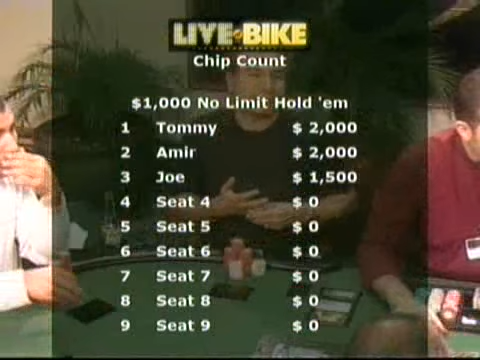 LIVE at the BIKE
Chip Count
$1,000 No Limit Hold 'em
1 Tommy $ 2,000
2 Amir $ 2,000
3 Joe $ 1,500
4 Seat 4 $ 0
5 Seat 5 $ 0
6 Seat 6 $ 0
7 Seat 7 $ 0
8 Seat 8 $ 0
9 Seat 9 $ 0